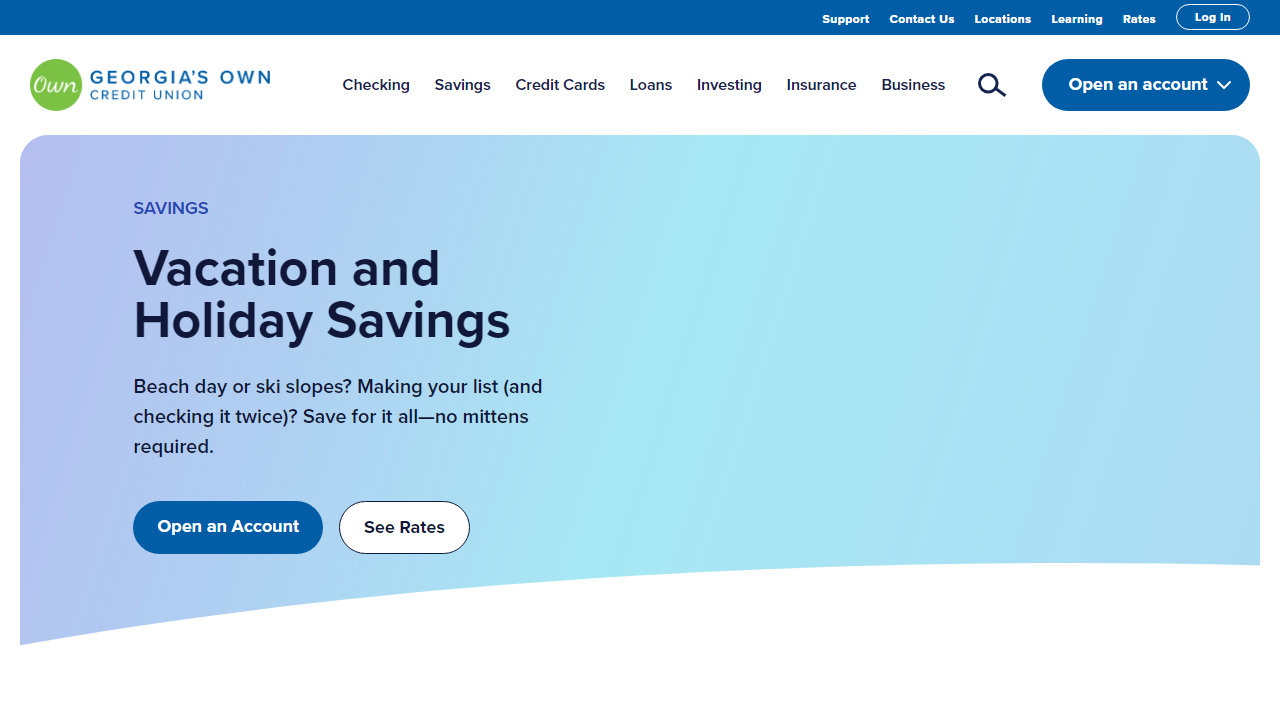 Support Contact Us Locations Learning Rates Log In
Own GEORGIA'S OWN
CREDIT UNION
Checking Savings Credit Cards Loans Investing Insurance Business Open an account
SAVINGS
Vacation and
Holiday Savings
Beach day or ski slopes? Making your list (and
checking it twice)? Save for it all—no mittens
required.
Open an Account See Rates